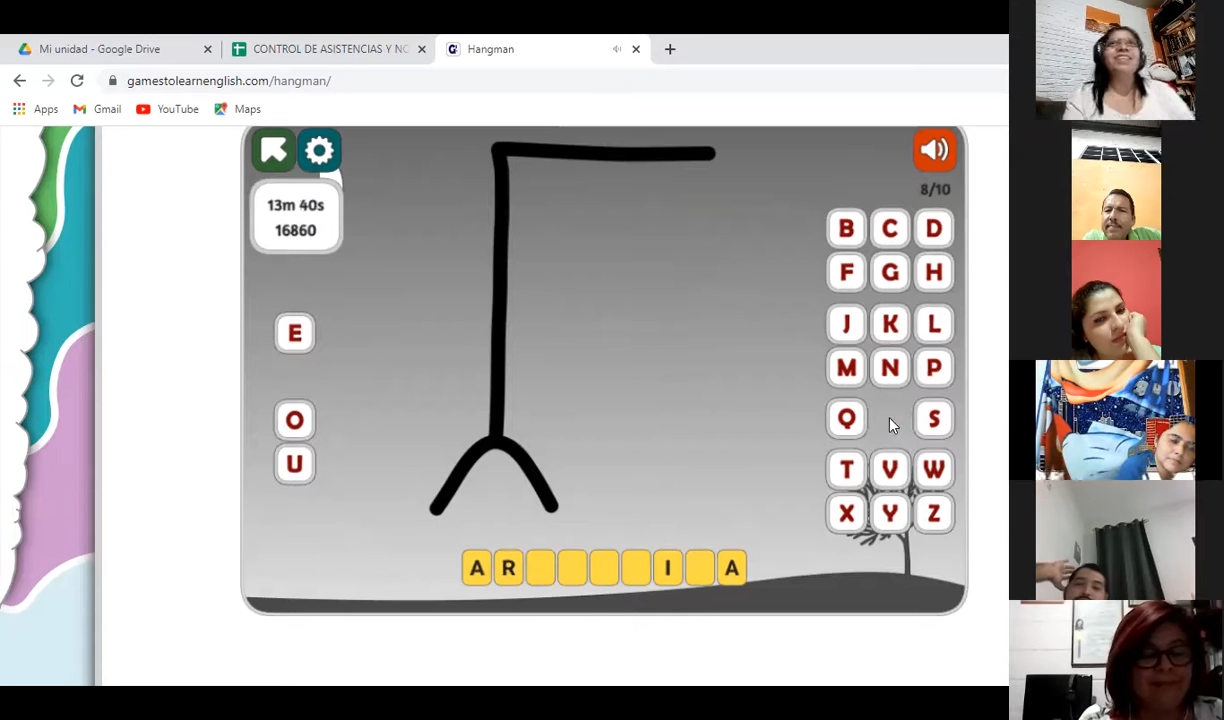 Mi unidad - Google Drive
CONTROL DE ASISTENCIAS Y NO
Hangman
gamestolearnenglish.com/hangman/
Apps Gmail YouTube Maps
13m 40s
16860
8/10
B C D
F G H
E
J K L
M N P
O
Q S
U
T V W
X Y Z
A R I A